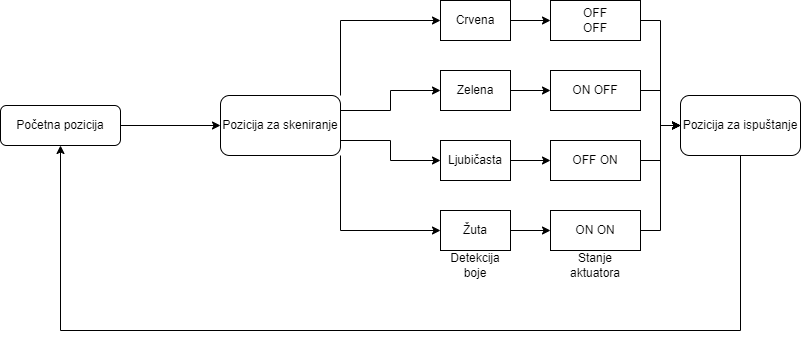 Početna pozicija
Pozicija za skeniranje
Crvena
OFF
OFF
Zelena
ON OFF
Ljubičasta
OFF ON
Žuta
ON ON
Detekcija
boje
Stanje
aktuatora
Pozicija za ispuštanje